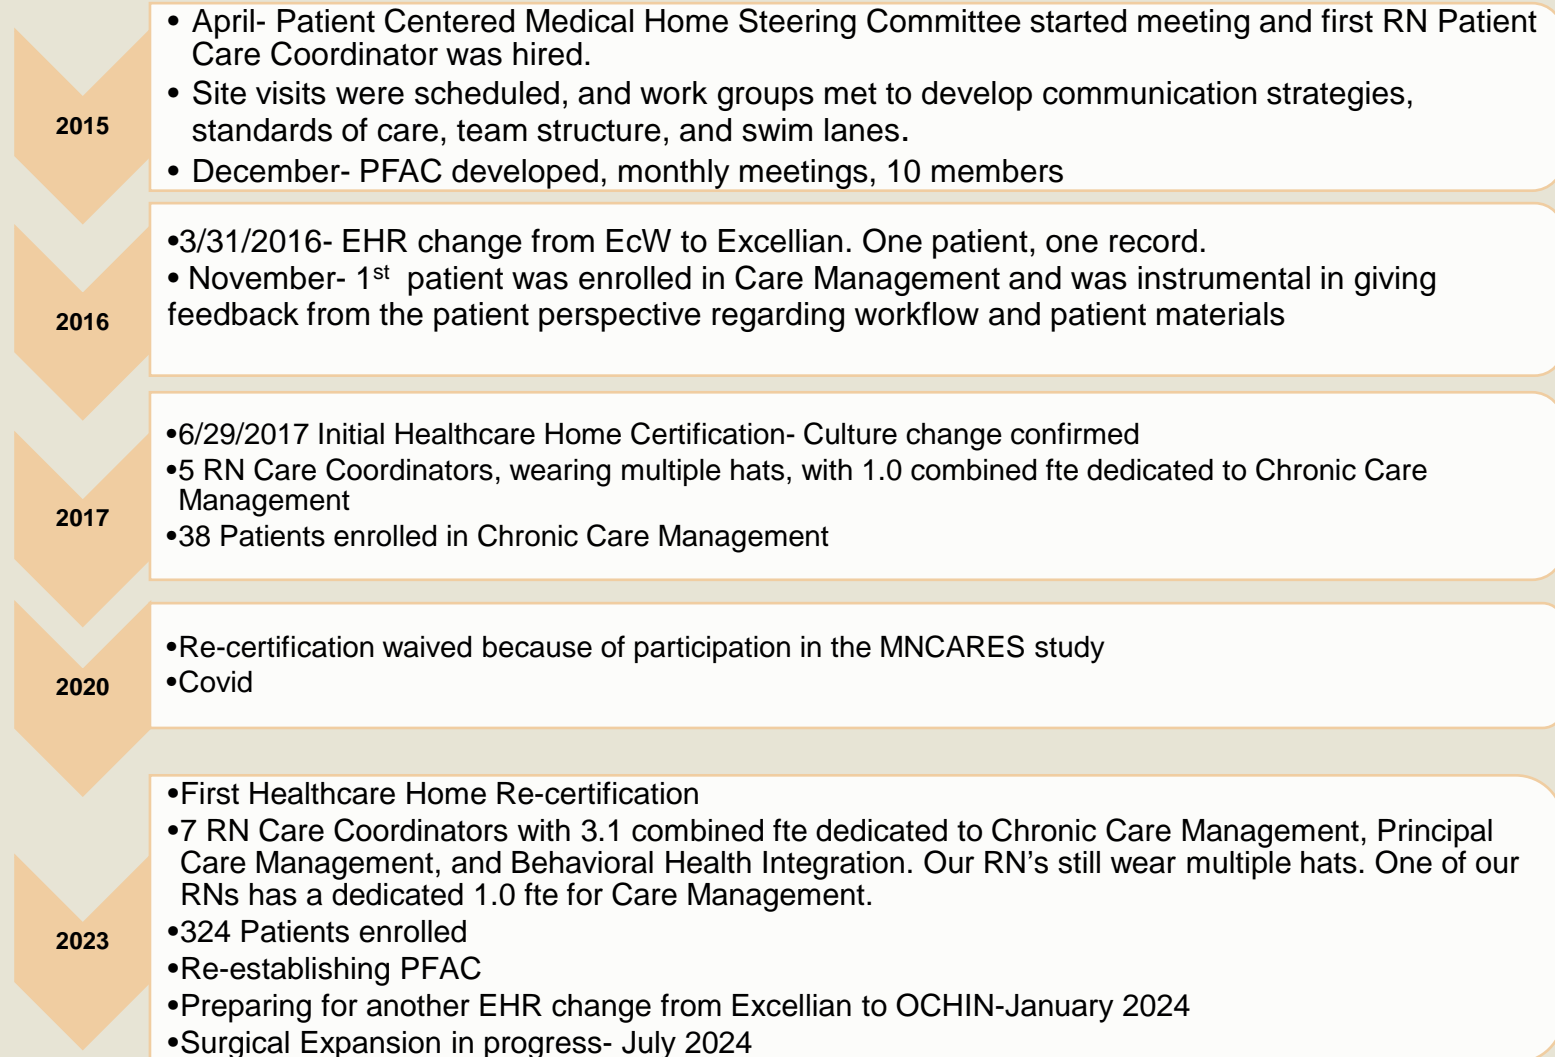 2015
• April- Patient Centered Medical Home Steering Committee started meeting and first RN Patient
Care Coordinator was hired.
• Site visits were scheduled, and work groups met to develop communication strategies,
standards of care, team structure, and swim lanes.
• December- PFAC developed, monthly meetings, 10 members
2016
•3/31/2016- EHR change from EcW to Excellian. One patient, one record.
• November- 1st patient was enrolled in Care Management and was instrumental in giving
feedback from the patient perspective regarding workflow and patient materials
2017
•6/29/2017 Initial Healthcare Home Certification- Culture change confirmed
•5 RN Care Coordinators, wearing multiple hats, with 1.0 combined fte dedicated to Chronic Care
Management
•38 Patients enrolled in Chronic Care Management
2020
•Re-certification waived because of participation in the MNCARES study
•Covid
2023
•First Healthcare Home Re-certification
•7 RN Care Coordinators with 3.1 combined fte dedicated to Chronic Care Management, Principal
Care Management, and Behavioral Health Integration. Our RN’s still wear multiple hats. One of our
RNs has a dedicated 1.0 fte for Care Management.
•324 Patients enrolled
•Re-establishing PFAC
•Preparing for another EHR change from Excellian to OCHIN-January 2024
•Surgical Expansion in progress- July 2024